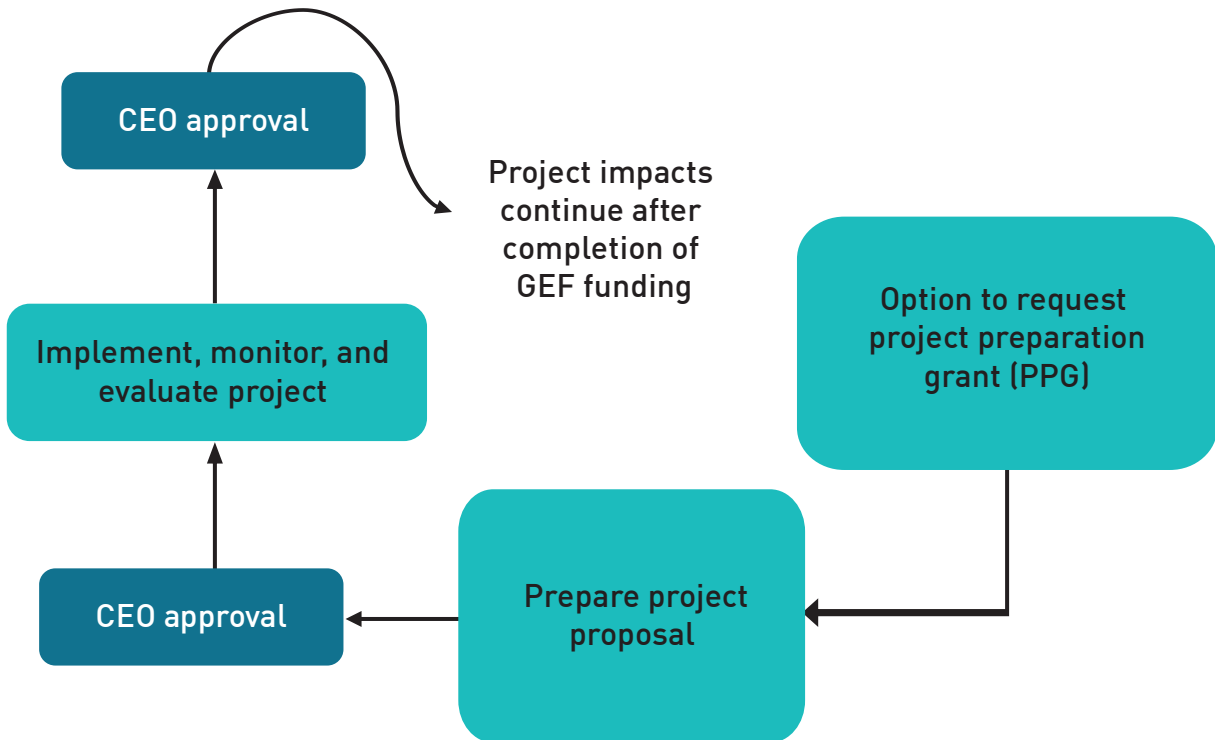 CEO approval
Project impacts
continue after
completion of
GEF funding
Option to request
project preparation
grant (PPG)
Implement, monitor, and
evaluate project
Prepare project
proposal
CEO approval